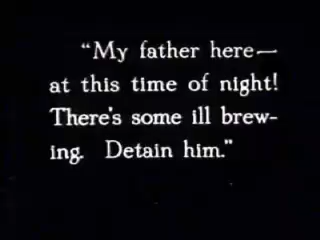 “My father here—
at this time of night!
There's some ill brew-
ing. Detain him.”